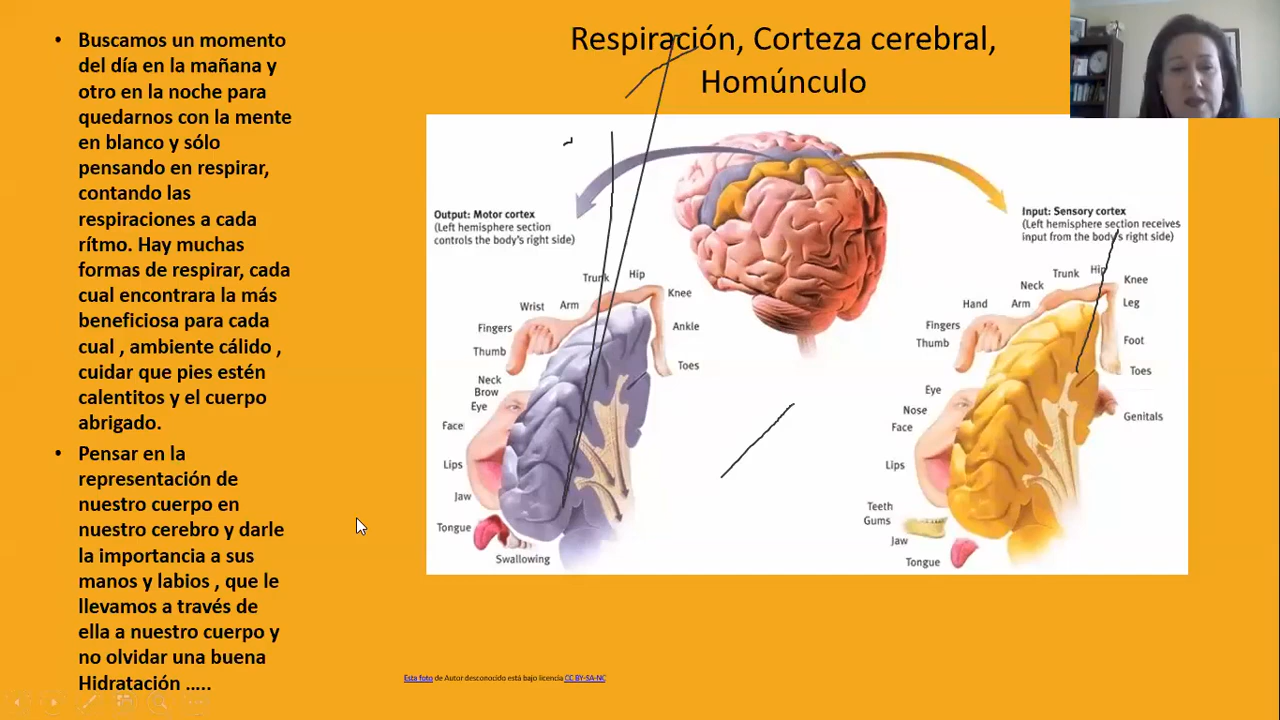 Respiración, Corteza cerebral,
Homúnculo
• Buscamos un momento
del día en la mañana y
otro en la noche para
quedarnos con la mente
en blanco y sólo
pensando en respirar,
contando las
respiraciones a cada
rítmo. Hay muchas
formas de respirar, cada
cual encontrara la más
beneficiosa para cada
cual , ambiente cálido ,
cuidar que pies estén
calentitos y el cuerpo
abrigado.
• Pensar en la
representación de
nuestro cuerpo en
nuestro cerebro y darle
la importancia a sus
manos y labios , que le
llevamos a través de
ella a nuestro cuerpo y
no olvidar una buena
Hidratación …..
Output: Motor cortex
(Left hemisphere section
controls the body's right side)
Trunk
Hip
Wrist
Arm
Knee
Fingers
Ankle
Thumb
Toes
Neck
Brow
Eye
Face
Lips
Jaw
Tongue
Swallowing
Input: Sensory cortex
(Left hemisphere section receives
input from the body's right side)
Trunk
Hip
Neck
Knee
Hand
Arm
Leg
Fingers
Thumb
Foot
Toes
Eye
Nose
Genitals
Face
Lips
Teeth
Gums
Jaw
Tongue
Esta foto de Autor desconocido está bajo licencia CC BY-SA-NC